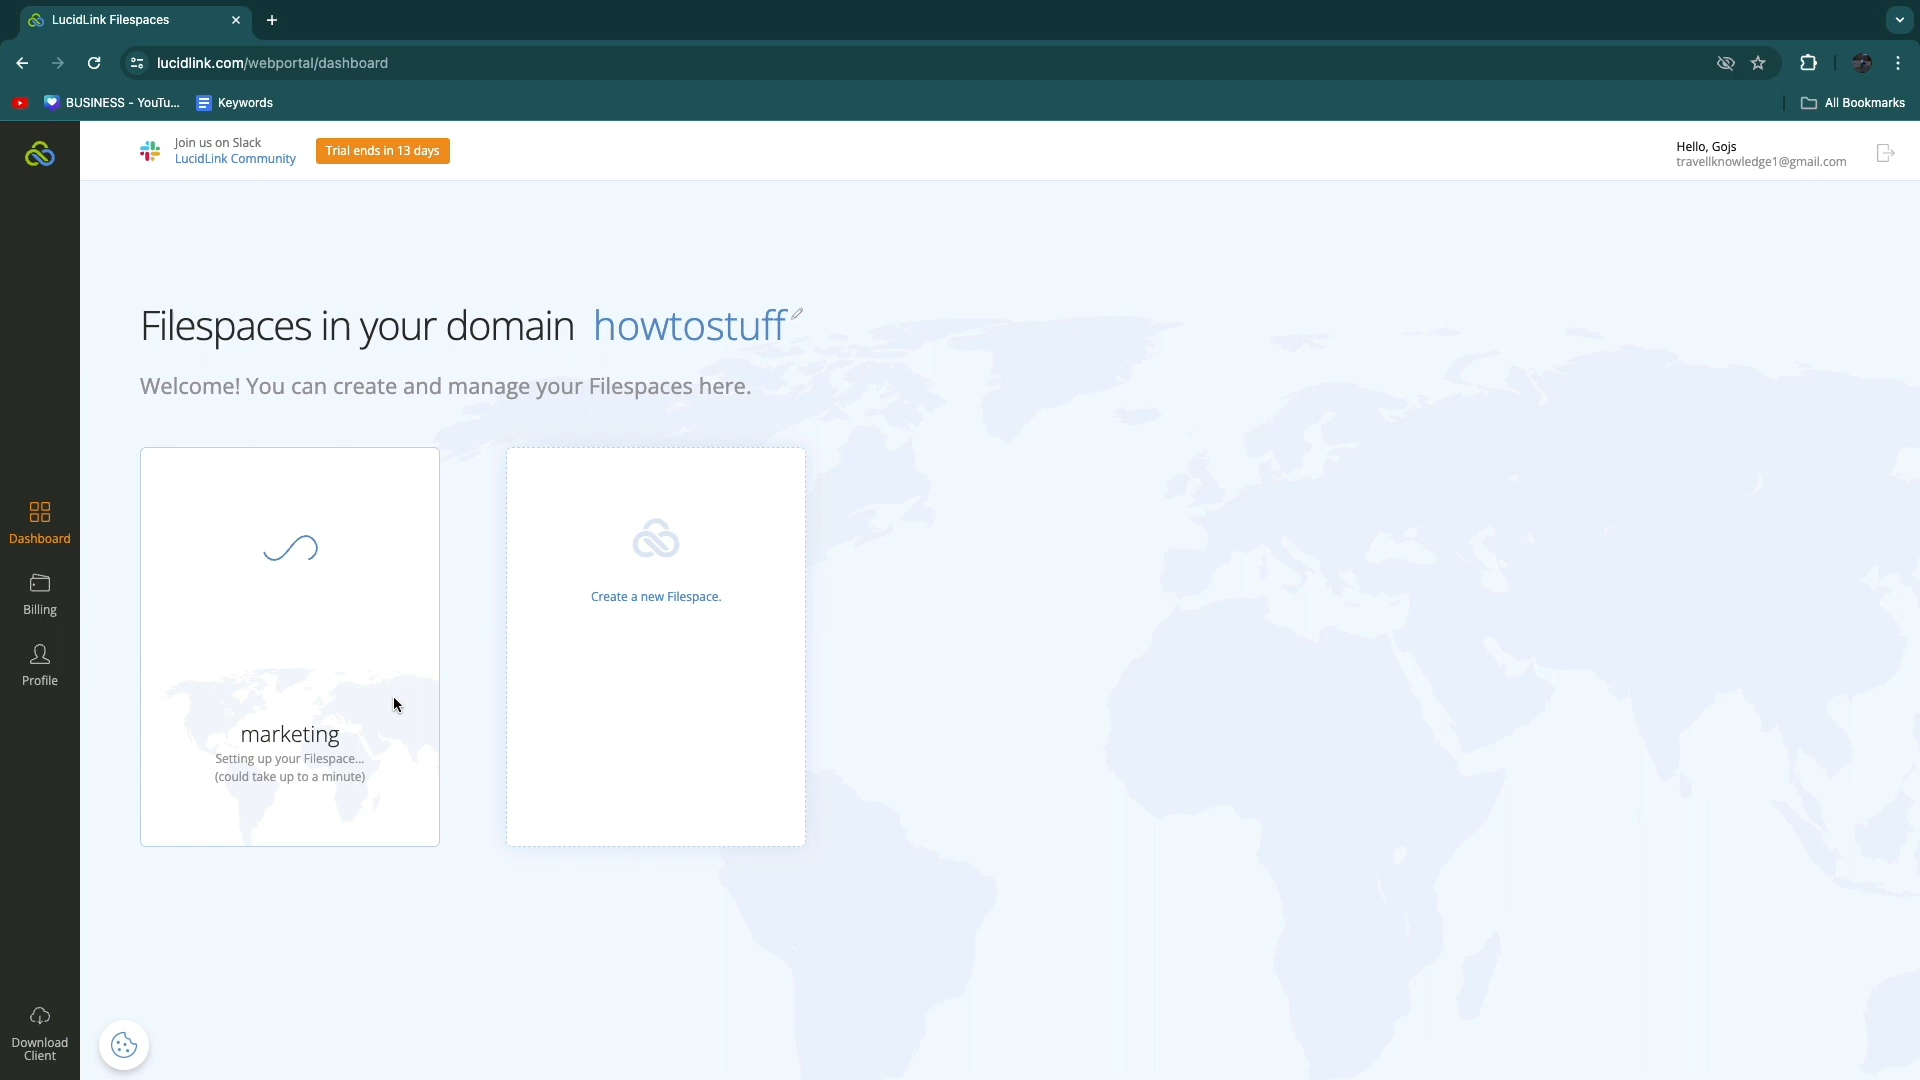 LucidLink Filespaces
lucidlink.com/webportal/dashboard
BUSINESS - YouTu...
Keywords
All Bookmarks
Join us on Slack
LucidLink Community
Trial ends in 13 days
Hello, Gojs
travellknowledge1@gmail.com
Filespaces in your domain howtostuff
Welcome! You can create and manage your Filespaces here.
Create a new Filespace.
Dashboard
Billing
Profile
marketing
Setting up your Filespace...
(could take up to a minute)
Download
Client